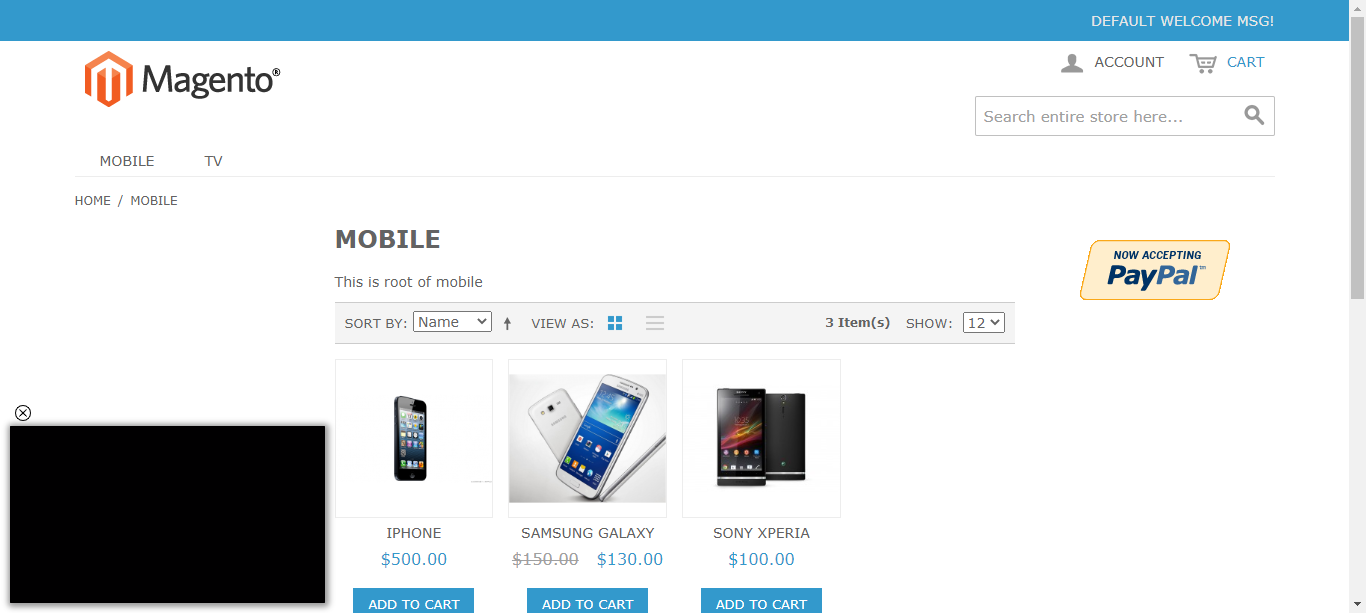 DEFAULT WELCOME MSG!
Magento®
ACCOUNT
CART
Search entire store here...
MOBILE
TV
HOME / MOBILE
MOBILE
NOW ACCEPTING
PayPal™
This is root of mobile
SORT BY: Name VIEW AS: 3 Item(s) SHOW: 12
IPHONE
$500.00
ADD TO CART
SAMSUNG GALAXY
$150.00 $130.00
ADD TO CART
SONY XPERIA
$100.00
ADD TO CART